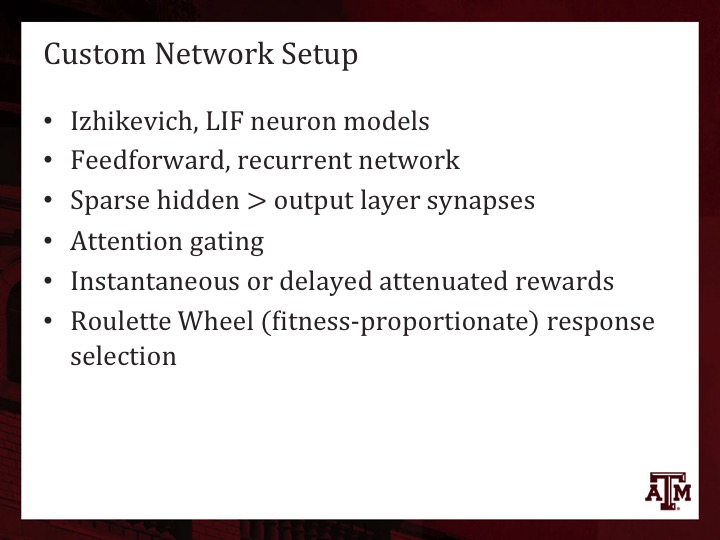 Custom Network Setup
• Izhikevich, LIF neuron models
• Feedforward, recurrent network
• Sparse hidden > output layer synapses
• Attention gating
• Instantaneous or delayed attenuated rewards
• Roulette Wheel (fitness-proportionate) response
selection
ATM